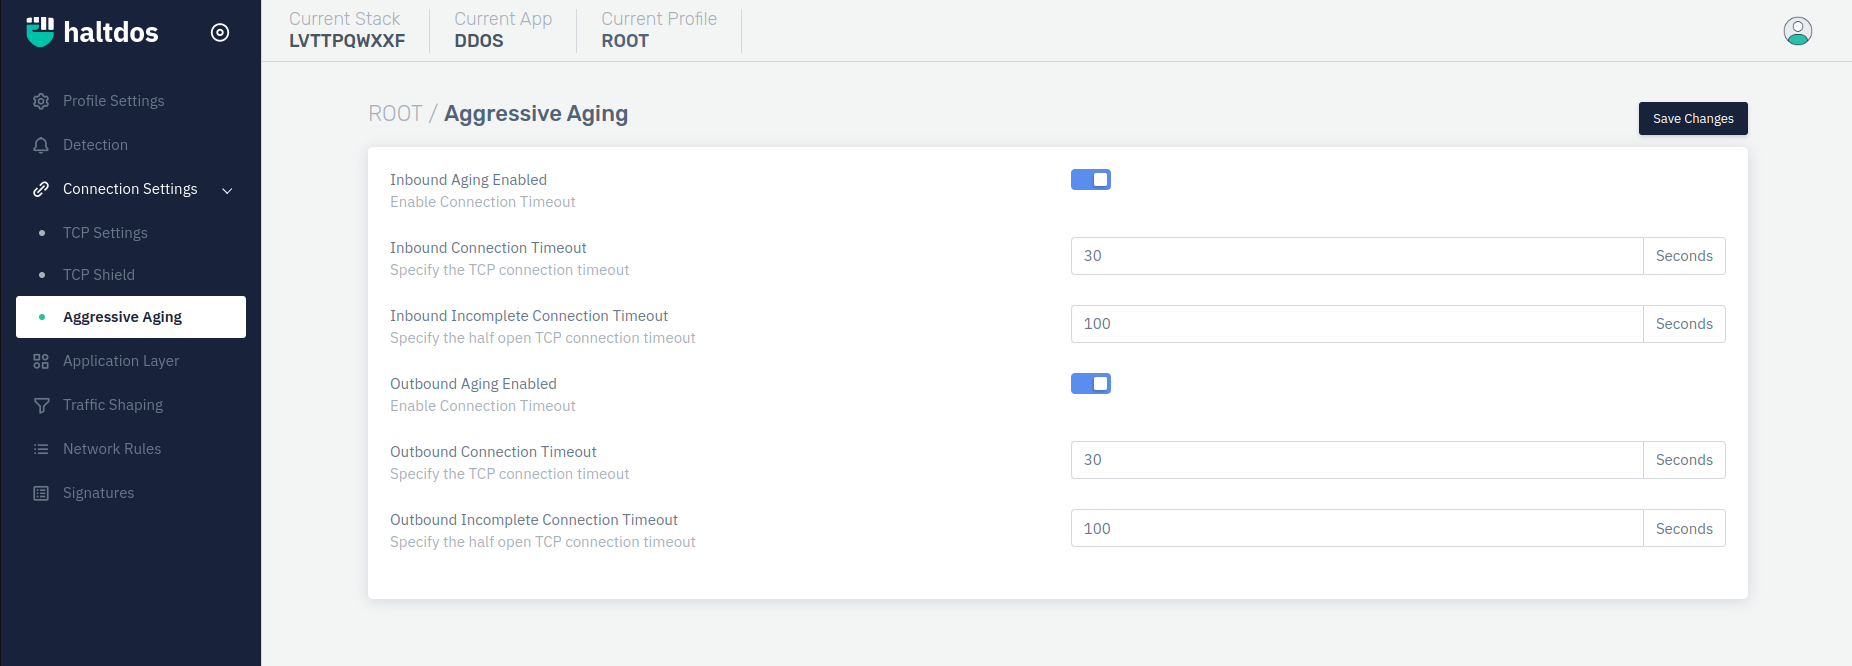 haltdos
Current Stack
LVTTPQWXXF
Current App
DDOS
Current Profile
ROOT
Profile Settings
Detection
Connection Settings
TCP Settings
TCP Shield
Aggressive Aging
Application Layer
Traffic Shaping
Network Rules
Signatures
ROOT / Aggressive Aging
Save Changes
Inbound Aging Enabled
Enable Connection Timeout
Inbound Connection Timeout
Specify the TCP connection timeout
30 Seconds
Inbound Incomplete Connection Timeout
Specify the half open TCP connection timeout
100 Seconds
Outbound Aging Enabled
Enable Connection Timeout
Outbound Connection Timeout
Specify the TCP connection timeout
30 Seconds
Outbound Incomplete Connection Timeout
Specify the half open TCP connection timeout
100 Seconds